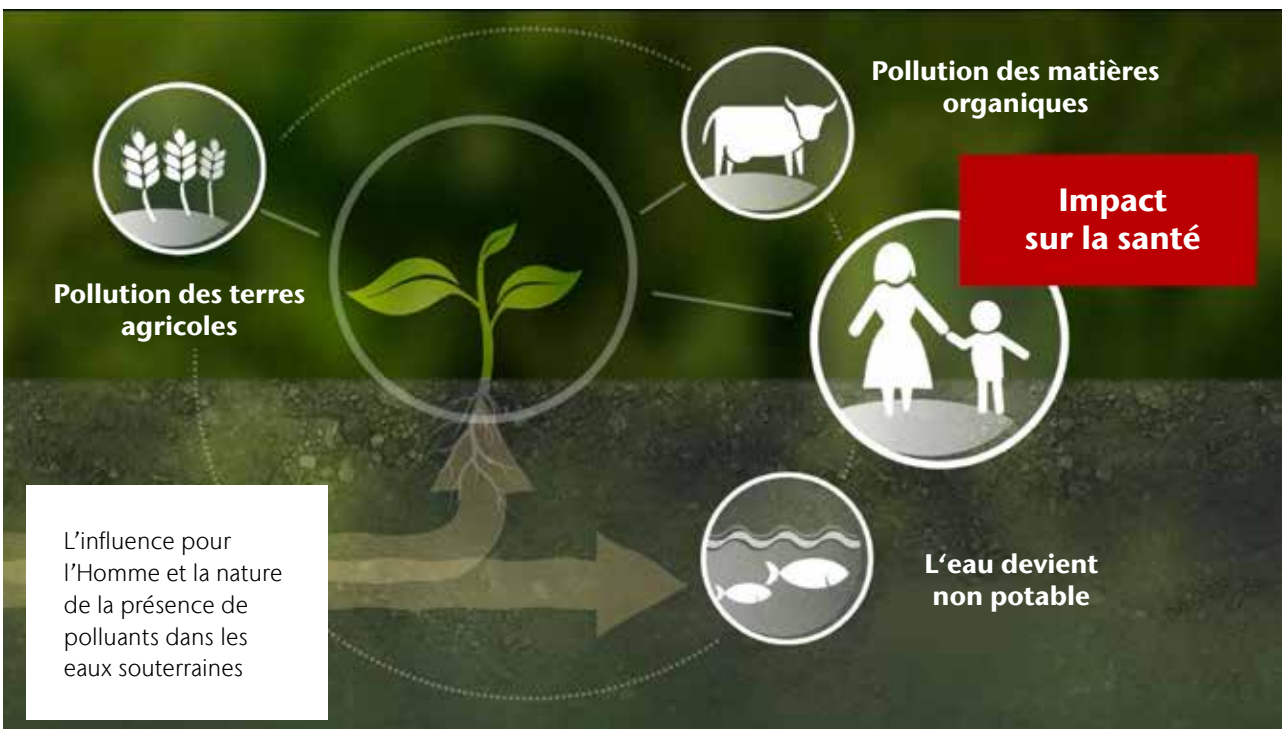 Pollution des matières
organiques
Impact
sur la santé
Pollution des terres
agricoles
L’influence pour
l’Homme et la nature
de la présence de
polluants dans les
eaux souterraines
L‘eau devient
non potable